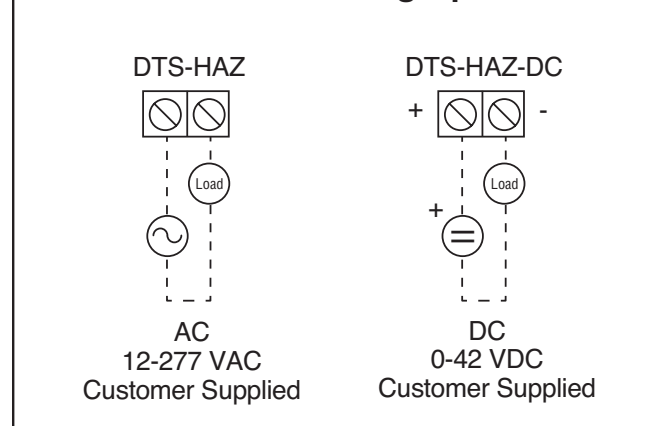 DTS-HAZ
Load
AC
12-277 VAC
Customer Supplied
DTS-HAZ-DC
+ -
Load
+
DC
0-42 VDC
Customer Supplied